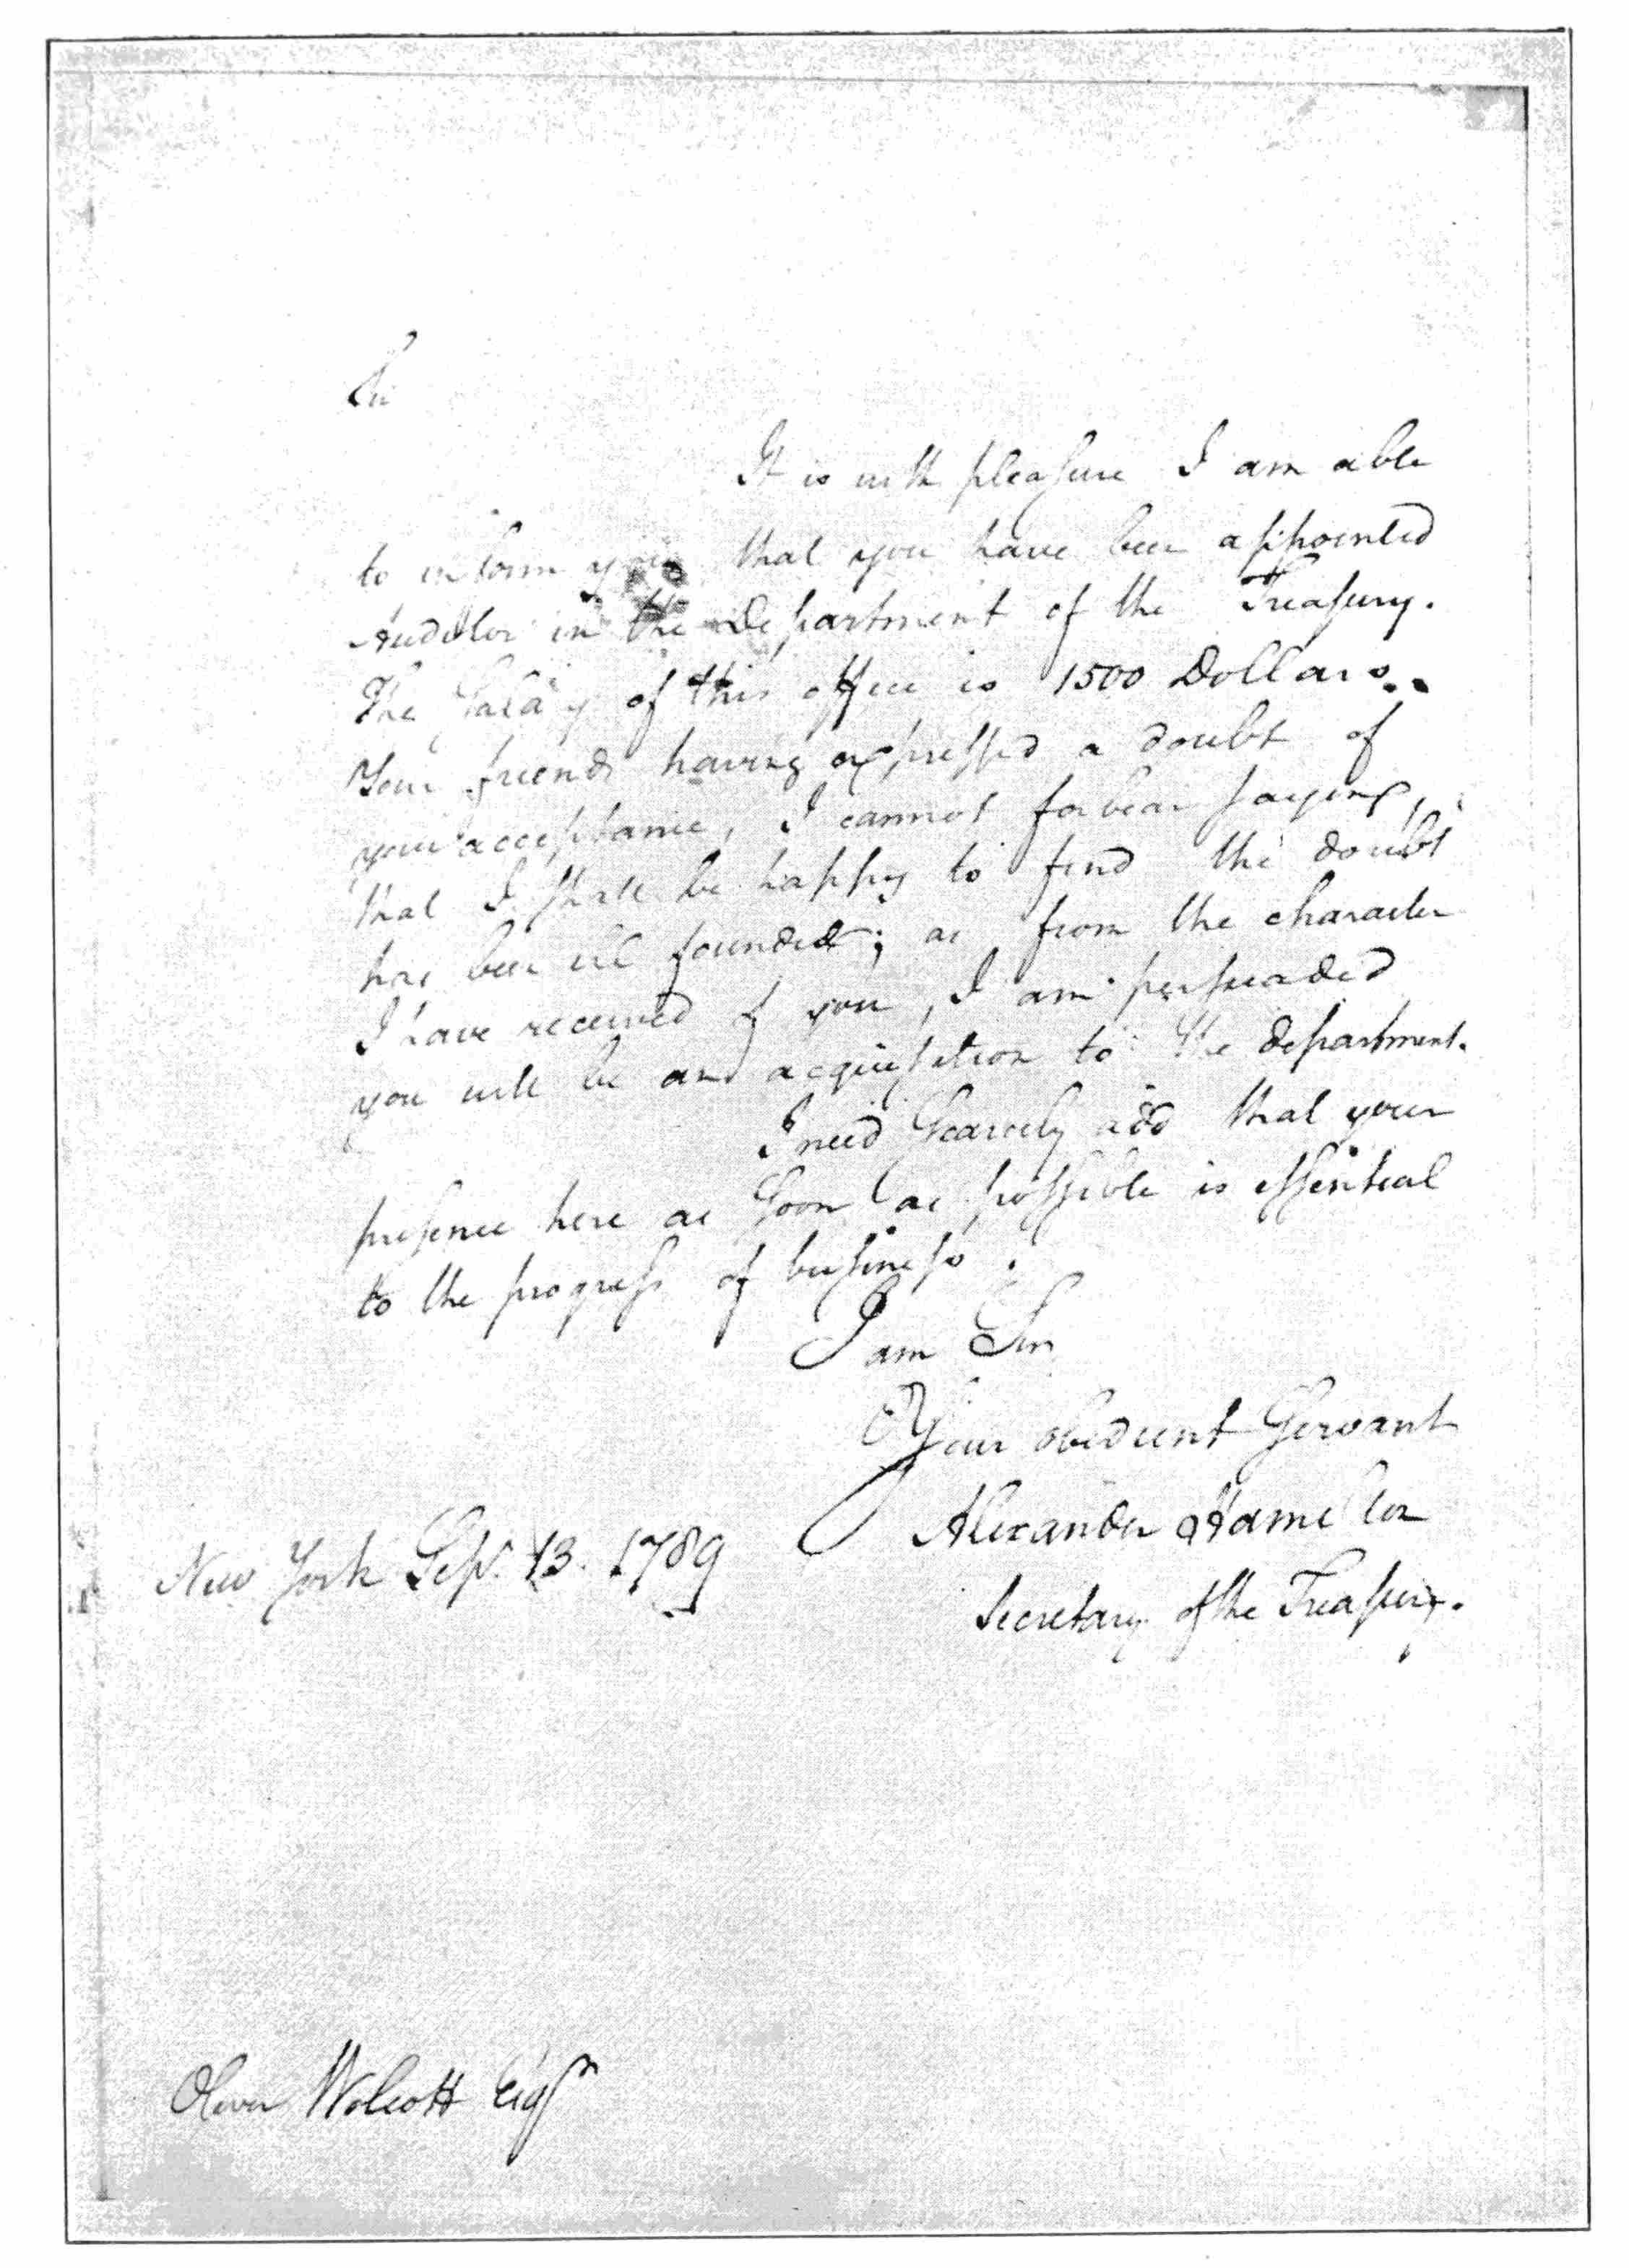 Sir
It is with pleasure I am able
to inform you that you have been appointed
Auditor in the Department of the Treasury.
The Salary of this office is 1500 Dollars.
Your friends having expressed a doubt of
your acceptance, I cannot forbear saying,
that I shall be happy to find the doubt
has been ill founded; as from the character
I have received of you, I am persuaded
you will be an acquisition to the department.
I need scarcely add that your
presence here as soon as possible is essential
to the progress of business.
I am Sir
Your obedient Servant
Alexander Hamilton
New York Sepr. 13. 1789
Secretary of the Treasury.
Oliver Wolcott Esqr